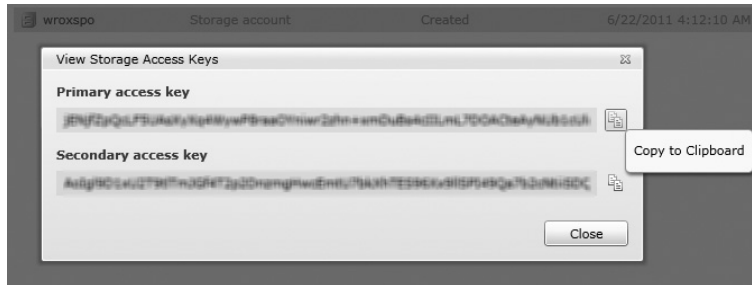 wroxspo Storage account Created 6/22/2011 4:12:10 AM
View Storage Access Keys
Primary access key
Copy to Clipboard
Secondary access key
Close